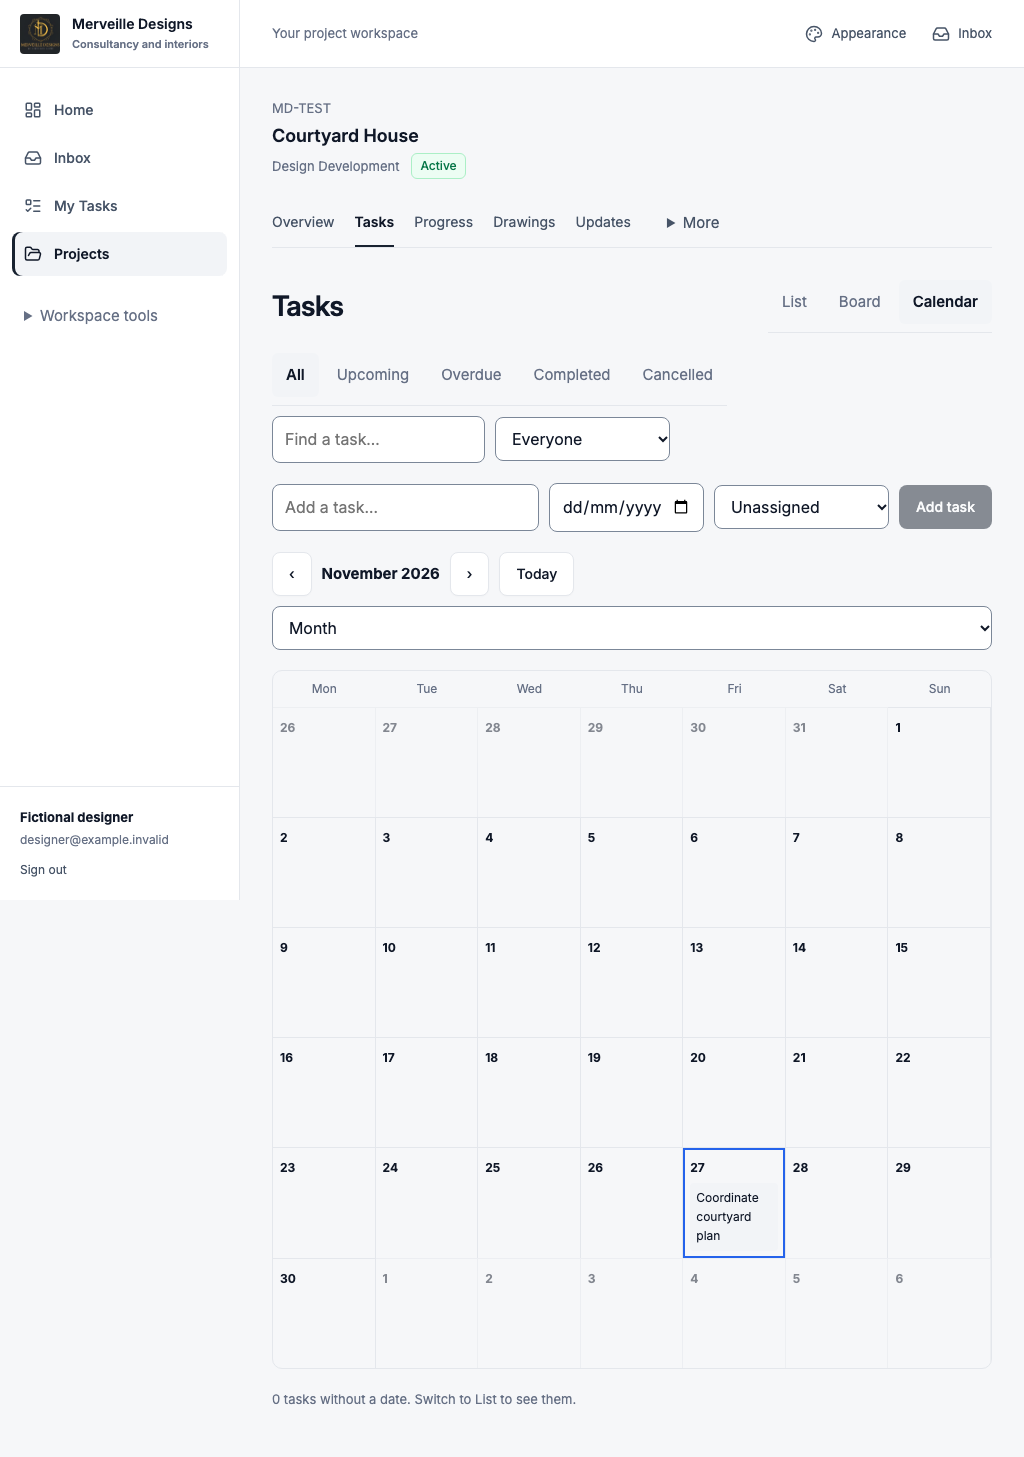 Merveille Designs
Consultancy and interiors
Your project workspace
Appearance
Inbox
Home
Inbox
My Tasks
Projects
Workspace tools
Fictional designer
designer@example.invalid
Sign out
MD-TEST
Courtyard House
Design Development Active
Overview Tasks Progress Drawings Updates More
Tasks
List Board Calendar
All Upcoming Overdue Completed Cancelled
Find a task... Everyone
Add a task... dd/mm/yyyy Unassigned Add task
‹ November 2026 › Today
Month
Mon Tue Wed Thu Fri Sat Sun
26 27 28 29 30 31 1
2 3 4 5 6 7 8
9 10 11 12 13 14 15
16 17 18 19 20 21 22
23 24 25 26 27 28 29
Coordinate
courtyard
plan
30 1 2 3 4 5 6
0 tasks without a date. Switch to List to see them.